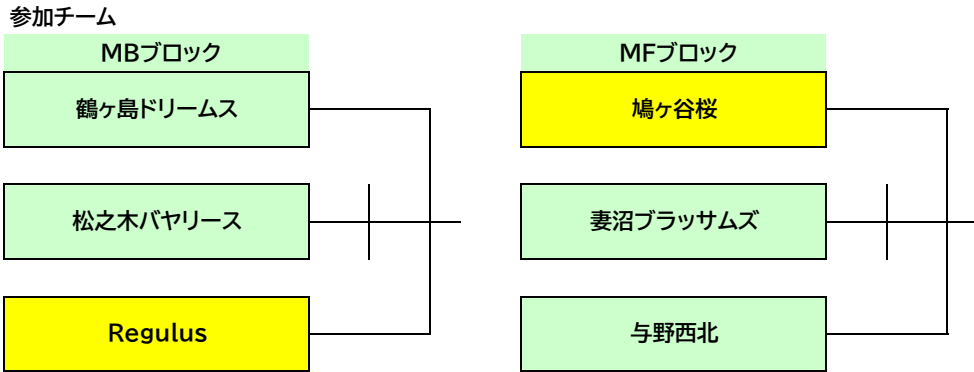 参加チーム
MBブロック
鶴ヶ島ドリームス
松之木バヤリース
Regulus
MFブロック
鳩ヶ谷桜
妻沼ブラッサムズ
与野西北